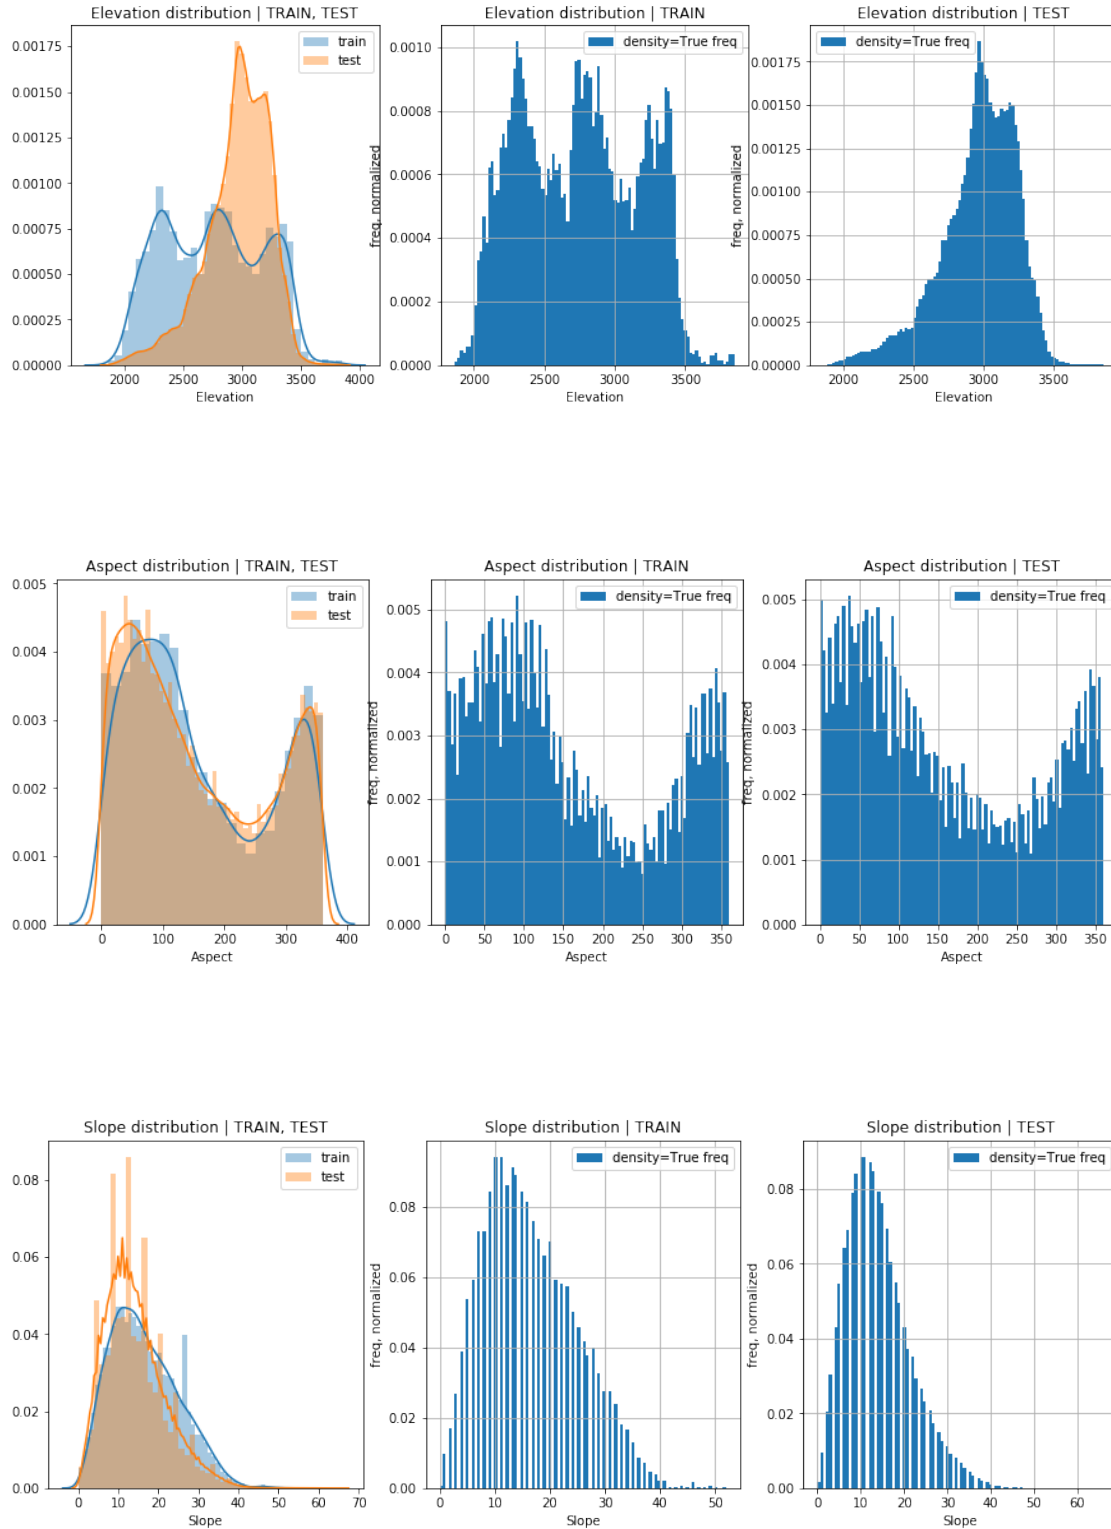 Elevation distribution | TRAIN, TEST
train
test
0.00175
0.00150
0.00125
0.00100
0.00075
0.00050
0.00025
0.00000
2000 2500 3000 3500 4000
Elevation
Elevation distribution | TRAIN
density=True freq
freq, normalized
0.0010
0.0008
0.0006
0.0004
0.0002
0.0000
2000 2500 3000 3500
Elevation
Elevation distribution | TEST
density=True freq
freq, normalized
0.00175
0.00150
0.00125
0.00100
0.00075
0.00050
0.00025
0.00000
2000 2500 3000 3500
Elevation
Aspect distribution | TRAIN, TEST
train
test
0.005
0.004
0.003
0.002
0.001
0.000
0 100 200 300 400
Aspect
Aspect distribution | TRAIN
density=True freq
freq, normalized
0.005
0.004
0.003
0.002
0.001
0.000
0 50 100 150 200 250 300 350
Aspect
Aspect distribution | TEST
density=True freq
freq, normalized
0.005
0.004
0.003
0.002
0.001
0.000
0 50 100 150 200 250 300 350
Aspect
Slope distribution | TRAIN, TEST
train
test
0.08
0.06
0.04
0.02
0.00
0 10 20 30 40 50 60 70
Slope
Slope distribution | TRAIN
density=True freq
freq, normalized
0.08
0.06
0.04
0.02
0.00
0 10 20 30 40 50
Slope
Slope distribution | TEST
density=True freq
freq, normalized
0.08
0.06
0.04
0.02
0.00
0 10 20 30 40 50 60
Slope